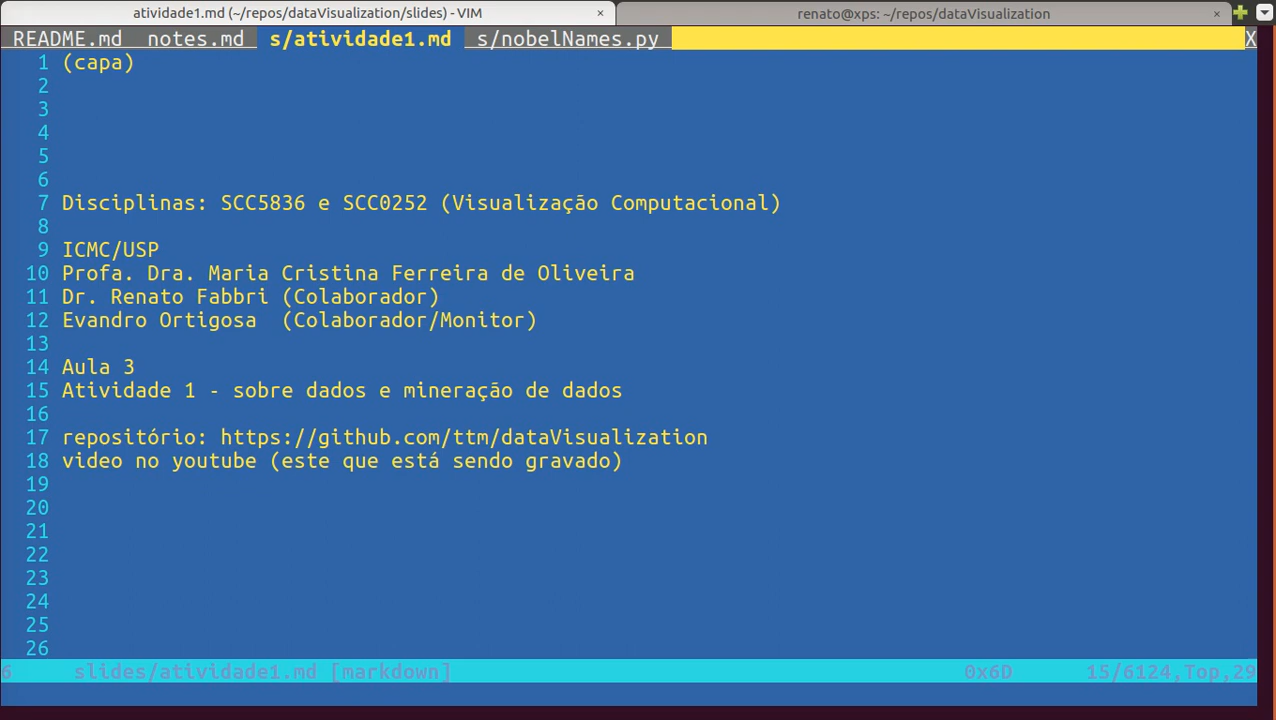 atividade1.md (~/repos/dataVisualization/slides) - VIM × renato@xps: ~/repos/dataVisualization ×
README.md notes.md s/atividade1.md s/nobelNames.py X
1 (capa)
2
3
4
5
6
7 Disciplinas: SCC5836 e SCC0252 (Visualização Computacional)
8
9 ICMC/USP
10 Profa. Dra. Maria Cristina Ferreira de Oliveira
11 Dr. Renato Fabbri (Colaborador)
12 Evandro Ortigosa (Colaborador/Monitor)
13
14 Aula 3
15 Atividade 1 - sobre dados e mineração de dados
16
17 repositório: https://github.com/ttm/dataVisualization
18 video no youtube (este que está sendo gravado)
19
20
21
22
23
24
25
26
6 slides/atividade1.md [markdown] 0x6D 15/6124,Top,29